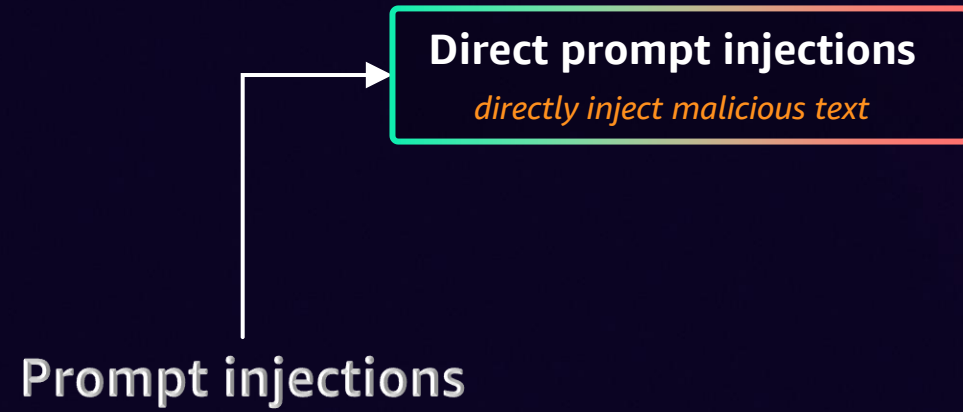 Direct prompt injections
directly inject malicious text
Prompt injections